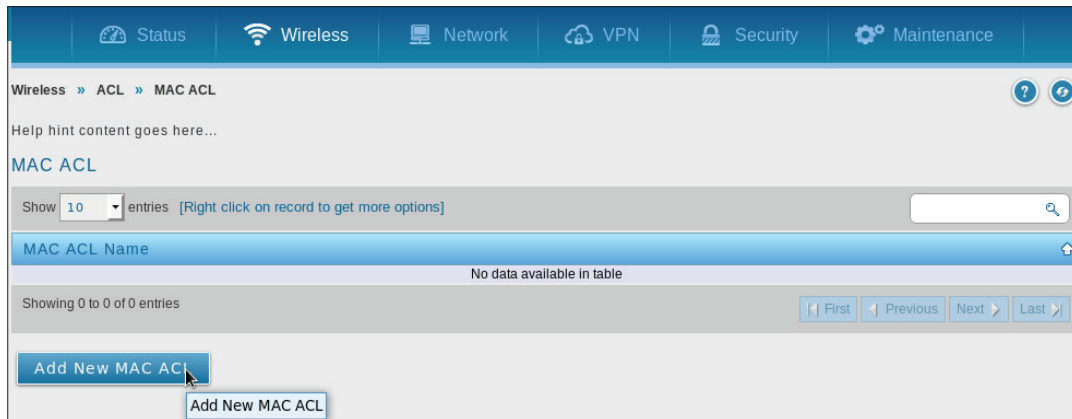 Status Wireless Network VPN Security Maintenance
Wireless » ACL » MAC ACL
Help hint content goes here...
MAC ACL
Show 10 entries [Right click on record to get more options]
MAC ACL Name
No data available in table
Showing 0 to 0 of 0 entries First Previous Next Last
Add New MAC ACL
Add New MAC ACL